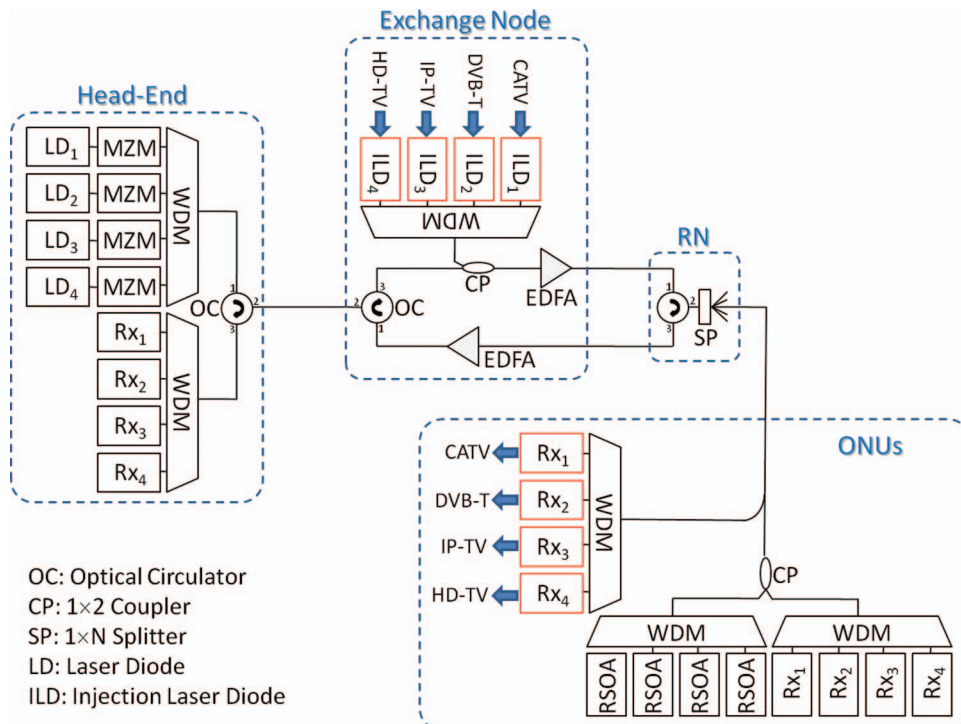 Exchange Node
HD-TV
IP-TV
DVB-T
CATV
ILD4
ILD3
ILD2
ILD1
WDM
CP
EDFA
3
2
1
OC
EDFA
Head-End
LD1
MZM
LD2
MZM
LD3
MZM
LD4
MZM
WDM
Rx1
Rx2
Rx3
Rx4
WDM
OC
1
2
3
RN
1
2
3
SP
ONUs
CATV
Rx1
DVB-T
Rx2
IP-TV
Rx3
HD-TV
Rx4
WDM
CP
WDM
WDM
RSOA
RSOA
RSOA
RSOA
Rx1
Rx2
Rx3
Rx4
OC: Optical Circulator
CP: 1×2 Coupler
SP: 1×N Splitter
LD: Laser Diode
ILD: Injection Laser Diode